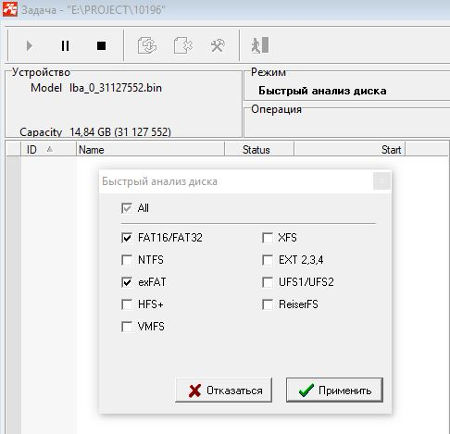 Задача - "E:\PROJECT\10196"
Устройство
Model lba_0_31127552.bin
Capacity 14,84 GB (31 127 552)
Режим
Быстрый анализ диска
Операция
ID Name Status Start
Быстрый анализ диска
All
FAT16/FAT32 XFS
NTFS EXT 2,3,4
exFAT UFS1/UFS2
HFS+ ReiserFS
VMFS
Отказаться Применить